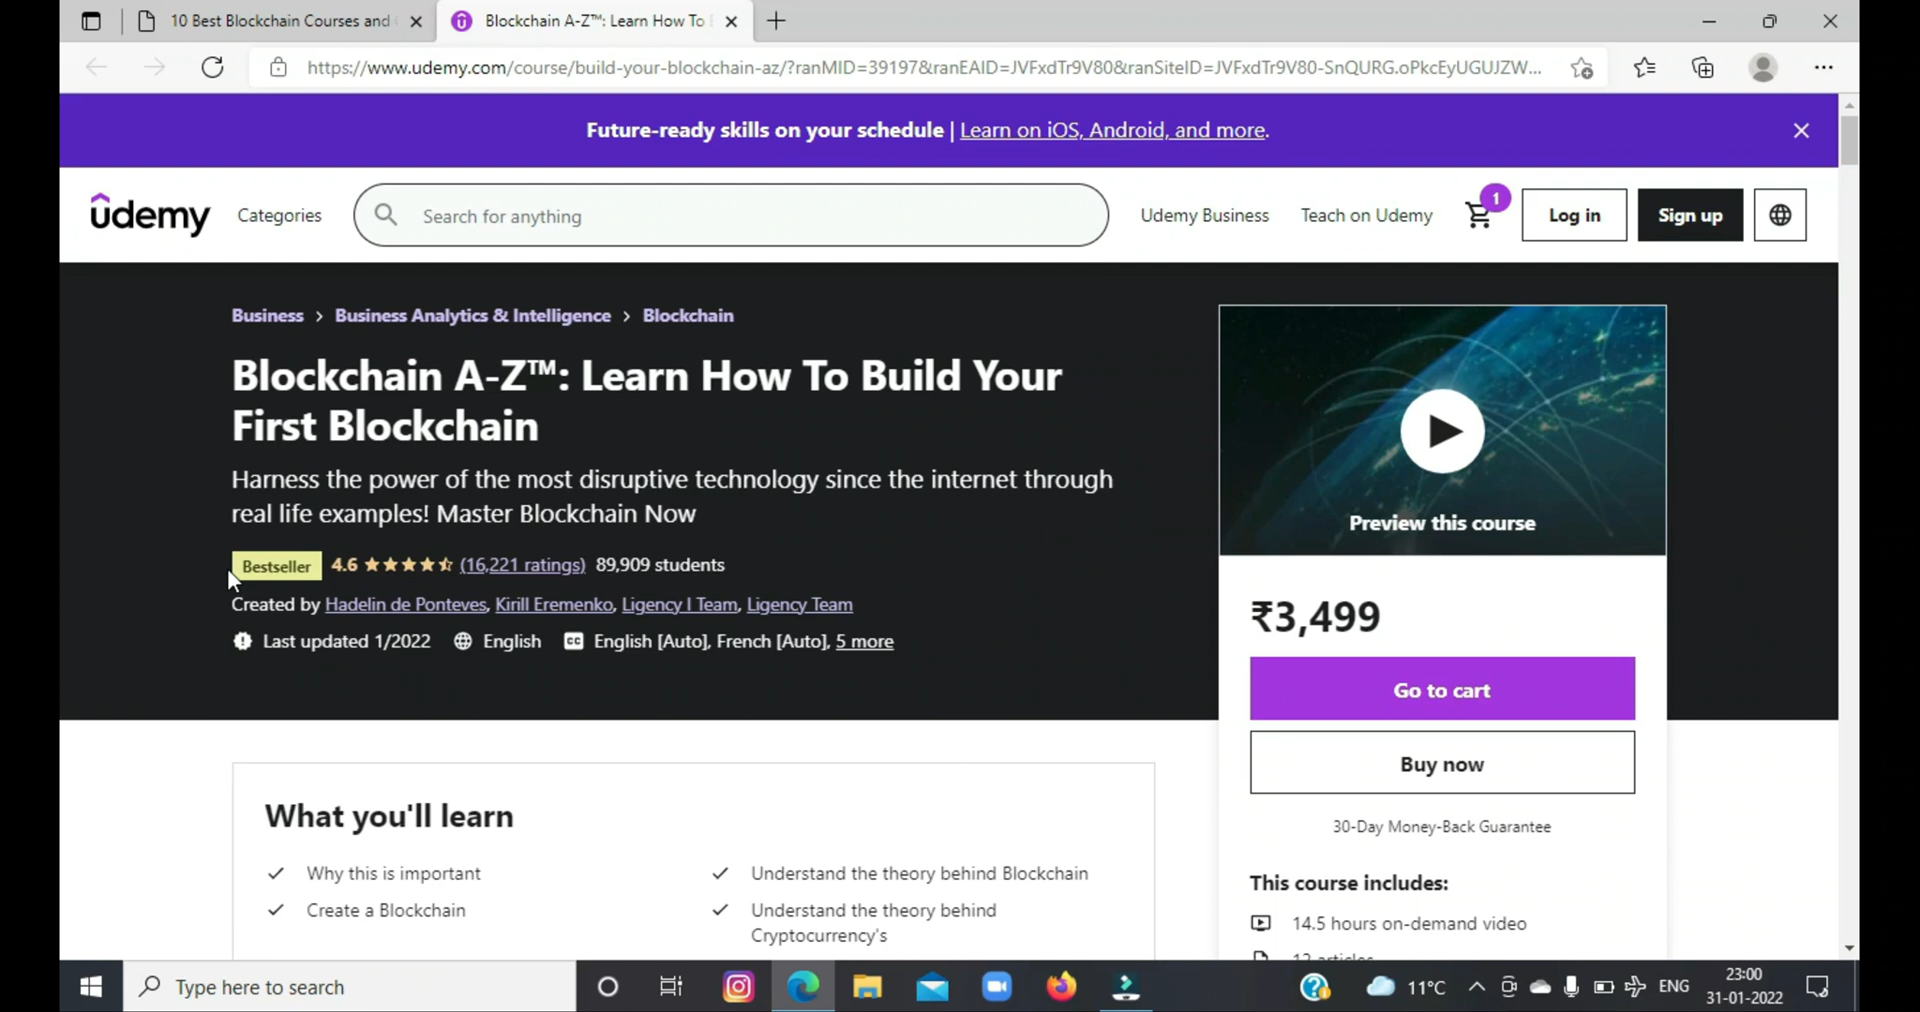 10 Best Blockchain Courses and
Blockchain A-Z™: Learn How To
https://www.udemy.com/course/build-your-blockchain-az/?ranMID=39197&ranEAID=JVFxdTr9V80&ranSiteID=JVFxdTr9V80-SnQURG.oPkcEyUGUJZW...
Future-ready skills on your schedule | Learn on iOS, Android, and more.
ûdemy
Categories
Search for anything
Udemy Business
Teach on Udemy
1
Log in
Sign up
Business > Business Analytics & Intelligence > Blockchain
Blockchain A-Z™: Learn How To Build Your
First Blockchain
Harness the power of the most disruptive technology since the internet through
real life examples! Master Blockchain Now
Bestseller 4.6 (16,221 ratings) 89,909 students
Created by Hadelin de Ponteves, Kirill Eremenko, Ligency I Team, Ligency Team
Last updated 1/2022 English CC English [Auto], French [Auto], 5 more
Preview this course
₹3,499
Go to cart
Buy now
30-Day Money-Back Guarantee
This course includes:
14.5 hours on-demand video
What you'll learn
Why this is important
Create a Blockchain
Understand the theory behind Blockchain
Understand the theory behind
Cryptocurrency's
Type here to search
11°C
ENG
23:00
31-01-2022